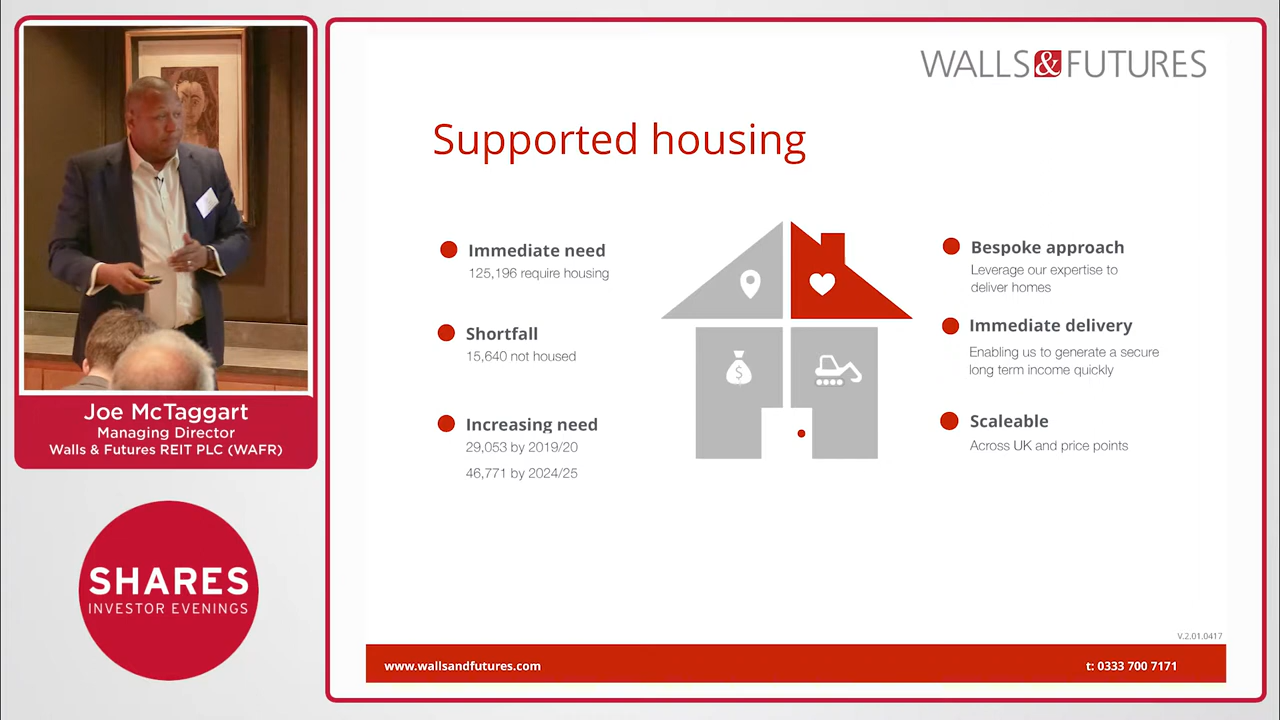 WALLS&FUTURES
Supported housing
Immediate need
125,196 require housing
Shortfall
15,640 not housed
Increasing need
29,053 by 2019/20
46,771 by 2024/25
$
Bespoke approach
Leverage our expertise to
deliver homes
Immediate delivery
Enabling us to generate a secure
long term income quickly
Scaleable
Across UK and price points
V.2.01.0417
www.wallsandfutures.com
t: 0333 700 7171
Joe McTaggart
Managing Director
Walls & Futures REIT PLC (WAFR)
SHARES
INVESTOR EVENINGS